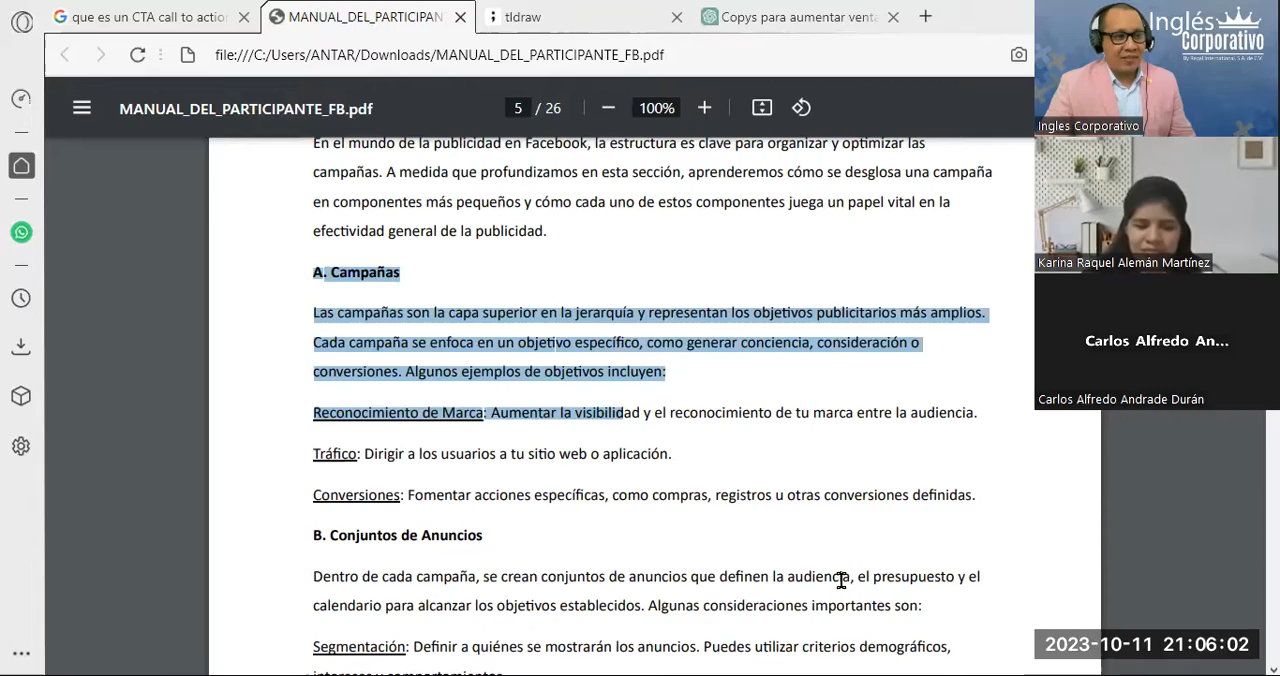 que es un CTA call to action
MANUAL_DEL_PARTICIPAN
tldraw
Copys para aumentar vent
file:///C:/Users/ANTAR/Downloads/MANUAL_DEL_PARTICIPANTE_FB.pdf
MANUAL_DEL_PARTICIPANTE_FB.pdf
5 / 26
100%
En el mundo de la publicidad en Facebook, la estructura es clave para organizar y optimizar las
campañas. A medida que profundizamos en esta sección, aprenderemos cómo se desglosa una campaña
en componentes más pequeños y cómo cada uno de estos componentes juega un papel vital en la
efectividad general de la publicidad.
A. Campañas
Las campañas son la capa superior en la jerarquía y representan los objetivos publicitarios más amplios.
Cada campaña se enfoca en un objetivo específico, como generar conciencia, consideración o
conversiones. Algunos ejemplos de objetivos incluyen:
Reconocimiento de Marca: Aumentar la visibilidad y el reconocimiento de tu marca entre la audiencia.
Tráfico: Dirigir a los usuarios a tu sitio web o aplicación.
Conversiones: Fomentar acciones específicas, como compras, registros u otras conversiones definidas.
B. Conjuntos de Anuncios
Dentro de cada campaña, se crean conjuntos de anuncios que definen la audiencia, el presupuesto y el
calendario para alcanzar los objetivos establecidos. Algunas consideraciones importantes son:
Segmentación: Definir a quiénes se mostrarán los anuncios. Puedes utilizar criterios demográficos,
Inglés
Corporativo
By Regal International, S.A. de C.V.
Ingles Corporativo
Karina Raquel Alemán Martínez
Carlos Alfredo An...
Carlos Alfredo Andrade Durán
2023-10-11 21:06:02